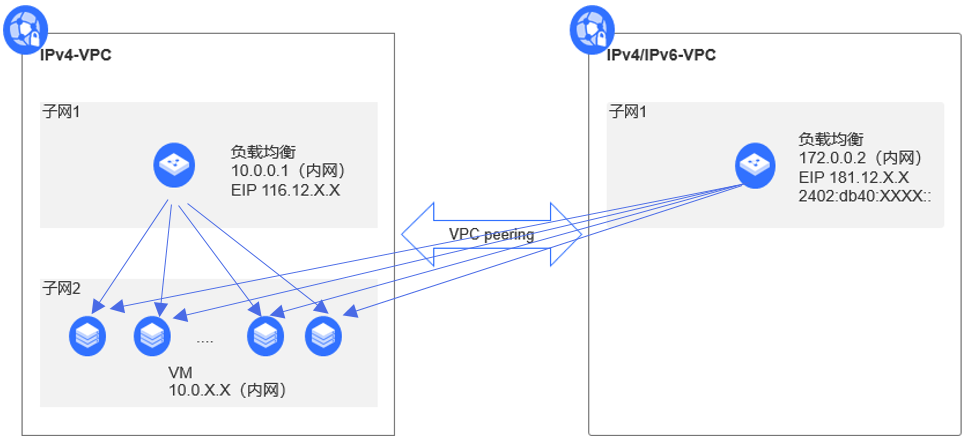 IPv4-VPC
子网1
负载均衡
10.0.0.1（内网）
EIP 116.12.X.X
子网2
....
VM
10.0.X.X（内网）
VPC peering
IPv4/IPv6-VPC
子网1
负载均衡
172.0.0.2（内网）
EIP 181.12.X.X
2402:db40:XXXX::